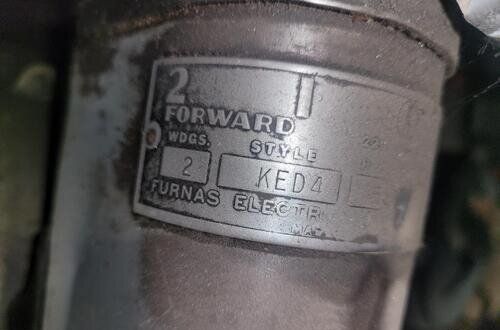 2
FORWARD
WDGS. STYLE
2 KED4
FURNAS ELECTR